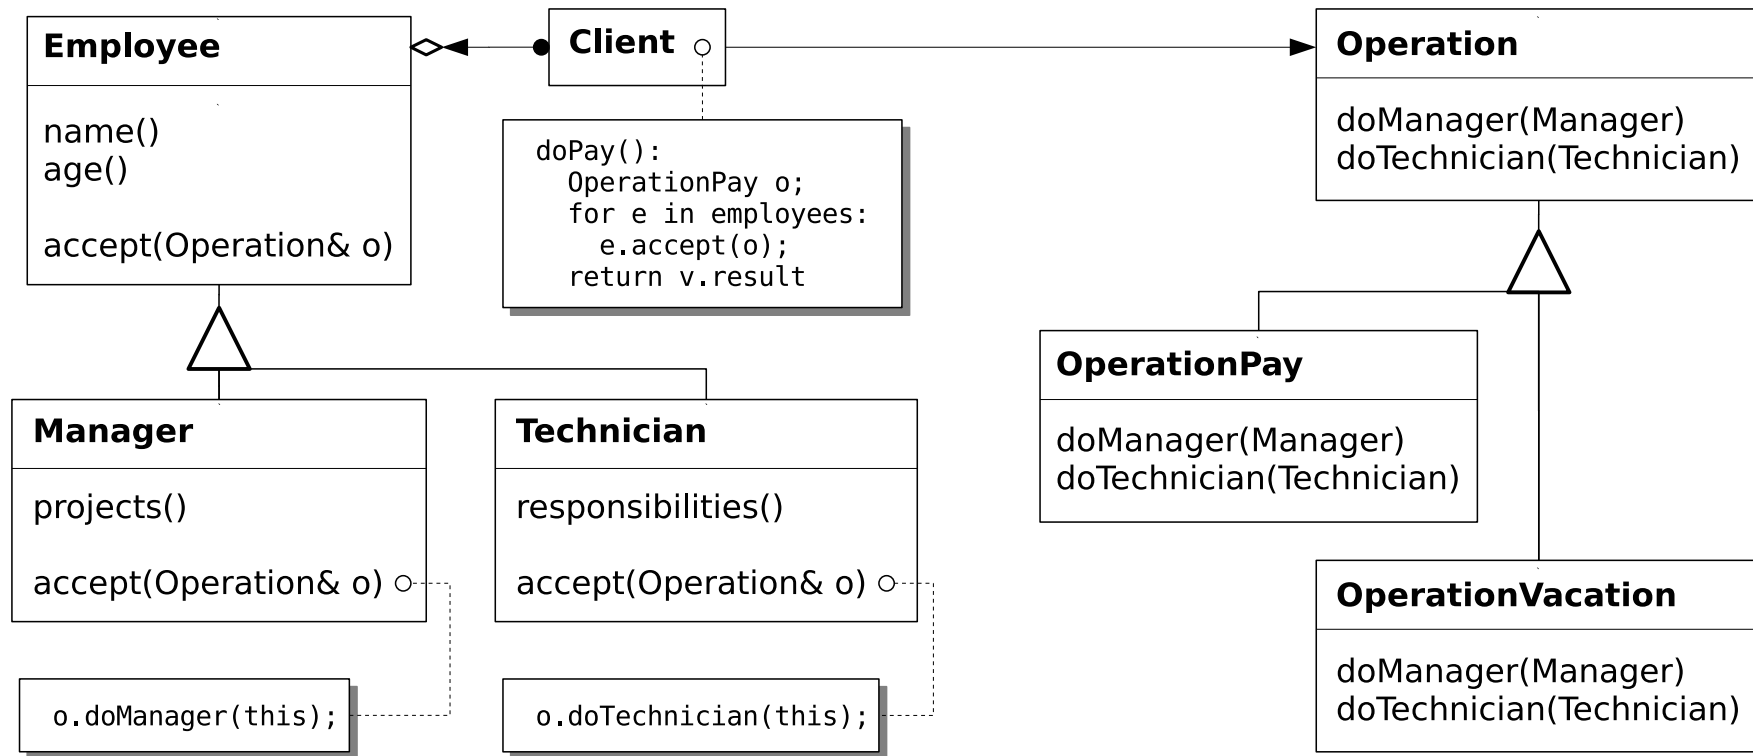 Employee
name()
age()
accept(Operation& o)
Client
doPay():
OperationPay o;
for e in employees:
e.accept(o);
return v.result
Operation
doManager(Manager)
doTechnician(Technician)
Manager
projects()
accept(Operation& o)
o.doManager(this);
Technician
responsibilities()
accept(Operation& o)
o.doTechnician(this);
OperationPay
doManager(Manager)
doTechnician(Technician)
OperationVacation
doManager(Manager)
doTechnician(Technician)